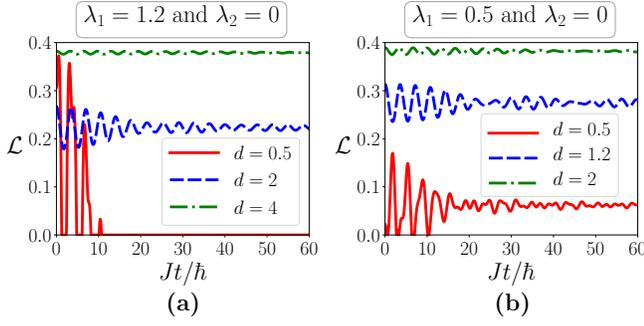 λ₁ = 1.2 and λ₂ = 0
0.4
0.3
0.2
0.1
0.0
ℒ
d = 0.5
d = 2
d = 4
0 10 20 30 40 50 60
Jt/ℏ
(a)
λ₁ = 0.5 and λ₂ = 0
0.4
0.3
0.2
0.1
0.0
ℒ
d = 0.5
d = 1.2
d = 2
0 10 20 30 40 50 60
Jt/ℏ
(b)